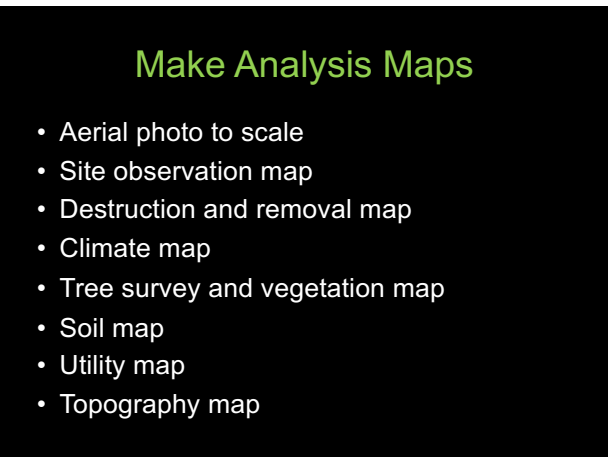 Make Analysis Maps
• Aerial photo to scale
• Site observation map
• Destruction and removal map
• Climate map
• Tree survey and vegetation map
• Soil map
• Utility map
• Topography map